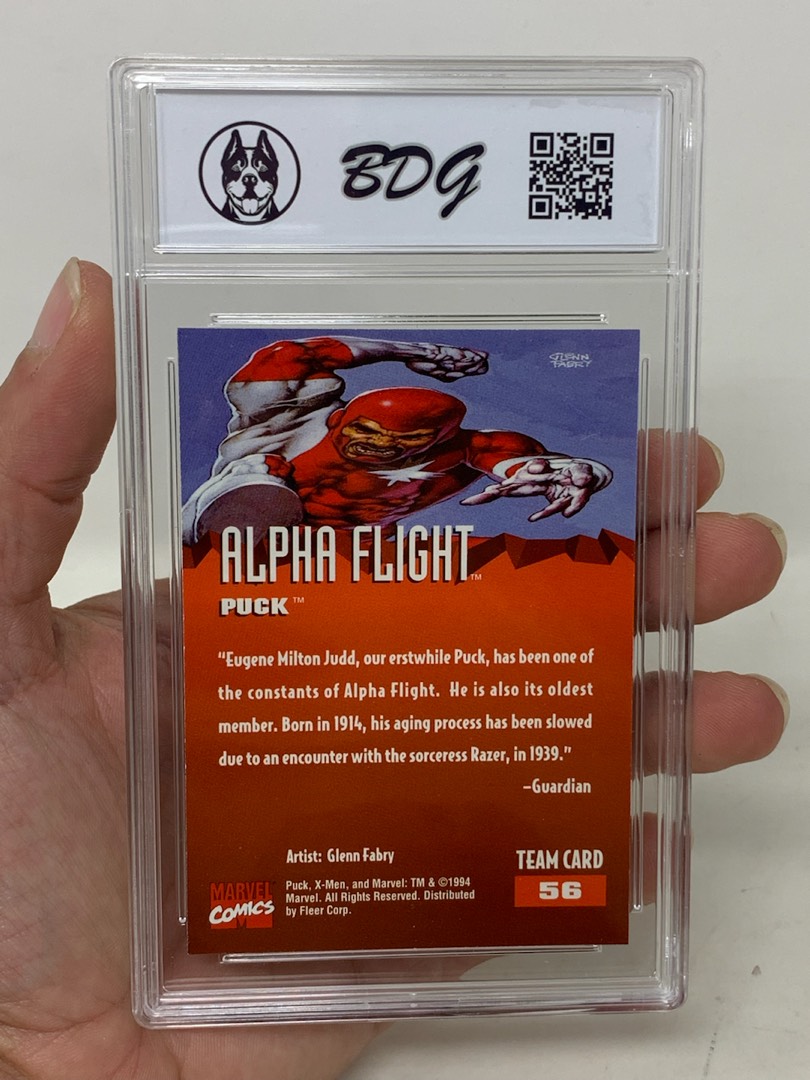 BDG
GLENN
FABRY
ALPHA FLIGHT™
PUCK™
“Eugene Milton Judd, our erstwhile Puck, has been one of
the constants of Alpha Flight. He is also its oldest
member. Born in 1914, his aging process has been slowed
due to an encounter with the sorceress Razer, in 1939.”
–Guardian
Artist: Glenn Fabry
TEAM CARD
56
MARVEL
COMICS
Puck, X-Men, and Marvel: TM & ©1994
Marvel. All Rights Reserved. Distributed
by Fleer Corp.